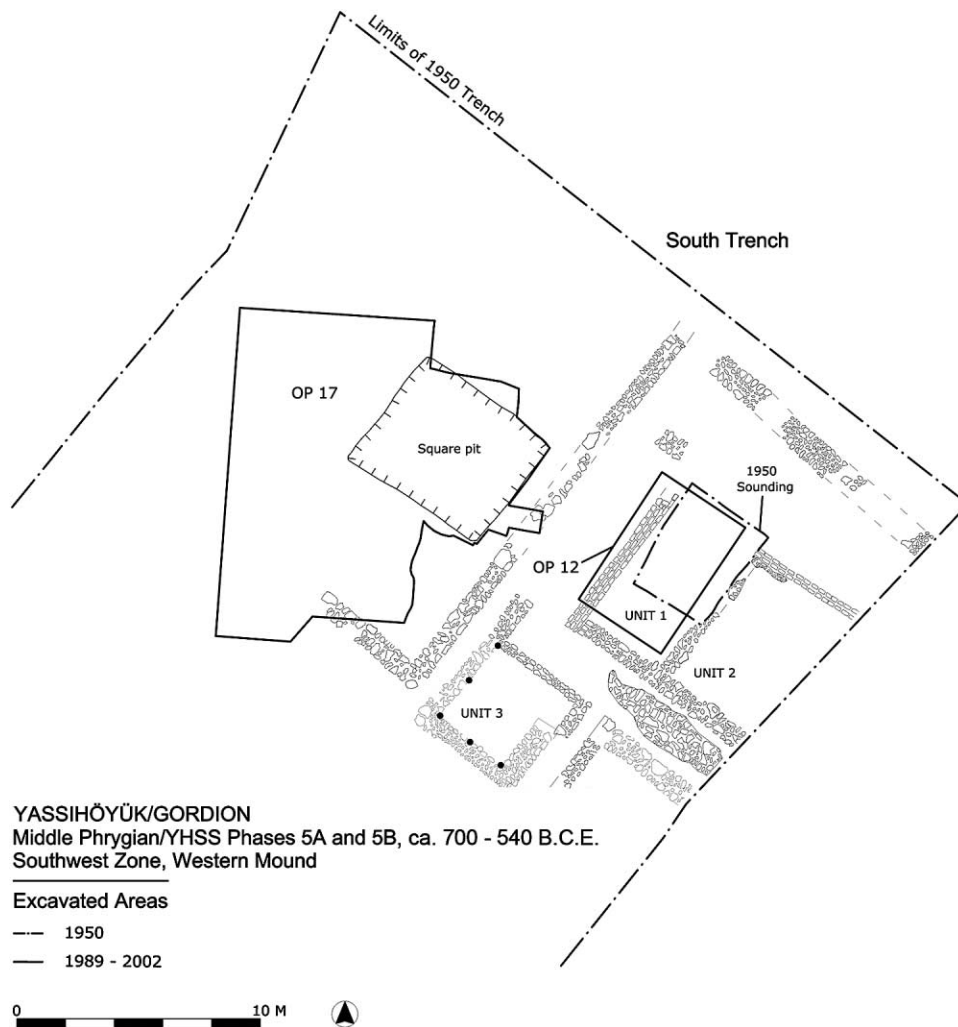 Limits of 1950 Trench
South Trench
OP 17
Square pit
1950
Sounding
OP 12
UNIT 1
UNIT 2
UNIT 3
YASSIHÖYÜK/GORDION
Middle Phrygian/YHSS Phases 5A and 5B, ca. 700 - 540 B.C.E.
Southwest Zone, Western Mound
Excavated Areas
1950
1989 - 2002
0 10 M